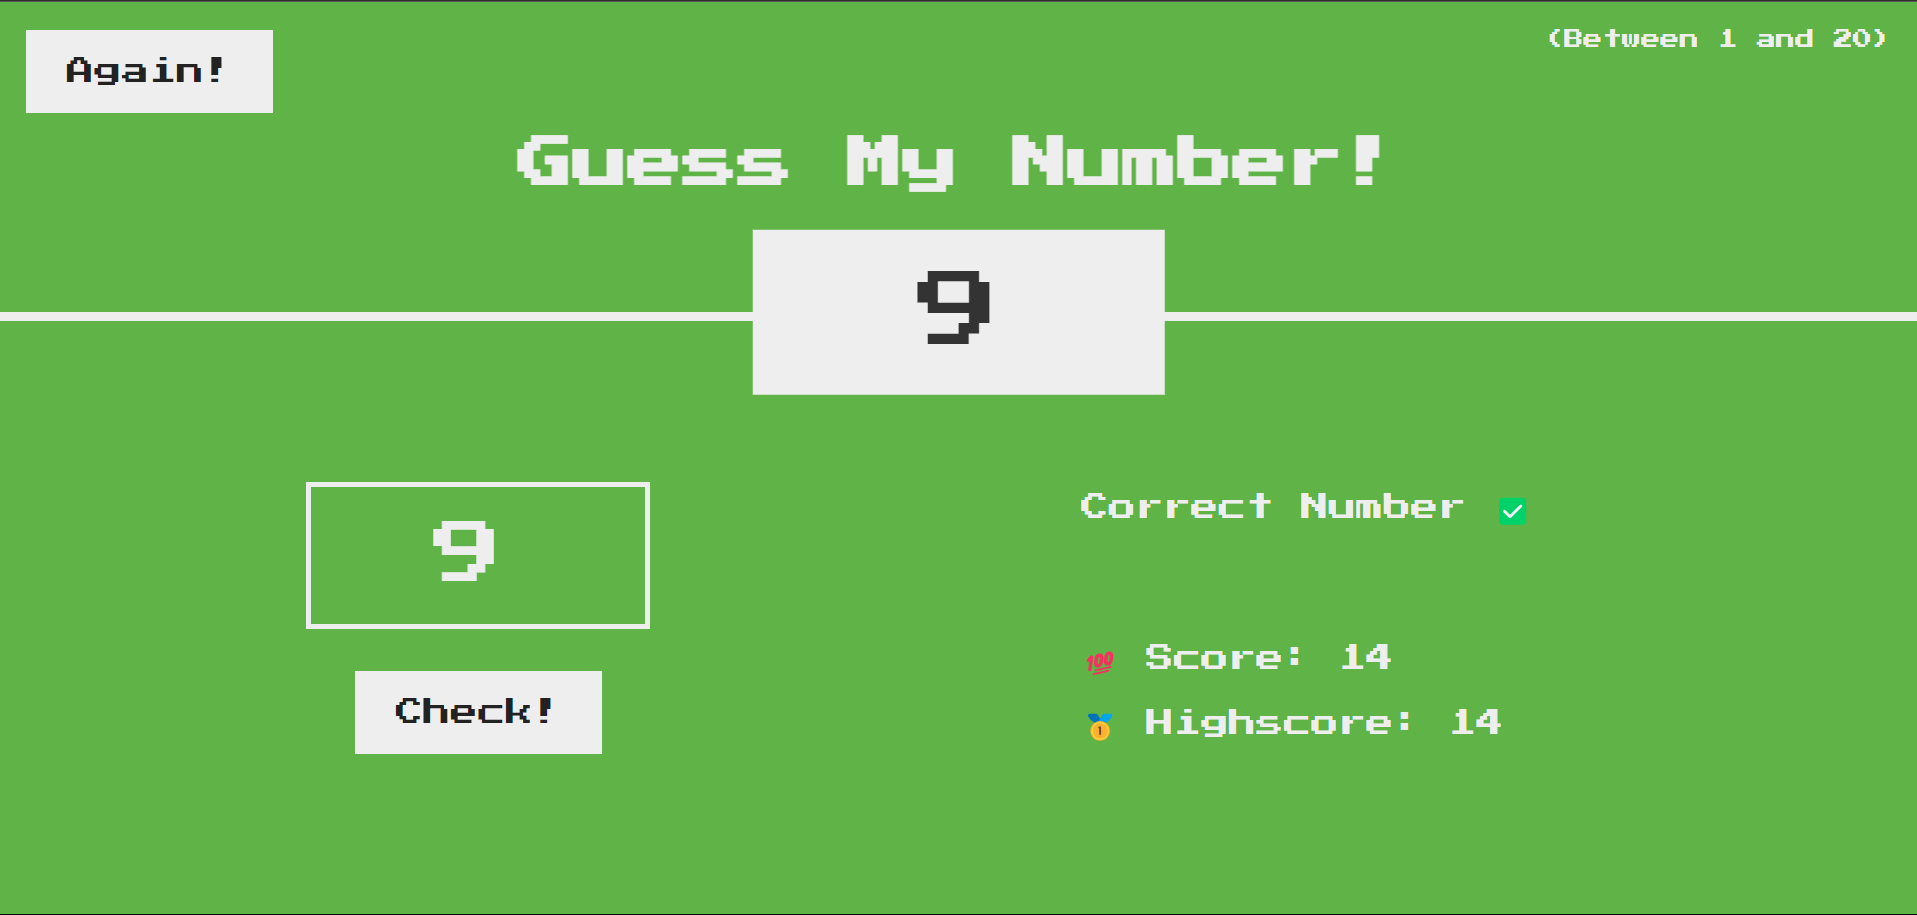 Again!
(Between 1 and 20)
Guess My Number!
9
9
Check!
Correct Number ✅
💯 Score: 14
🥇 Highscore: 14